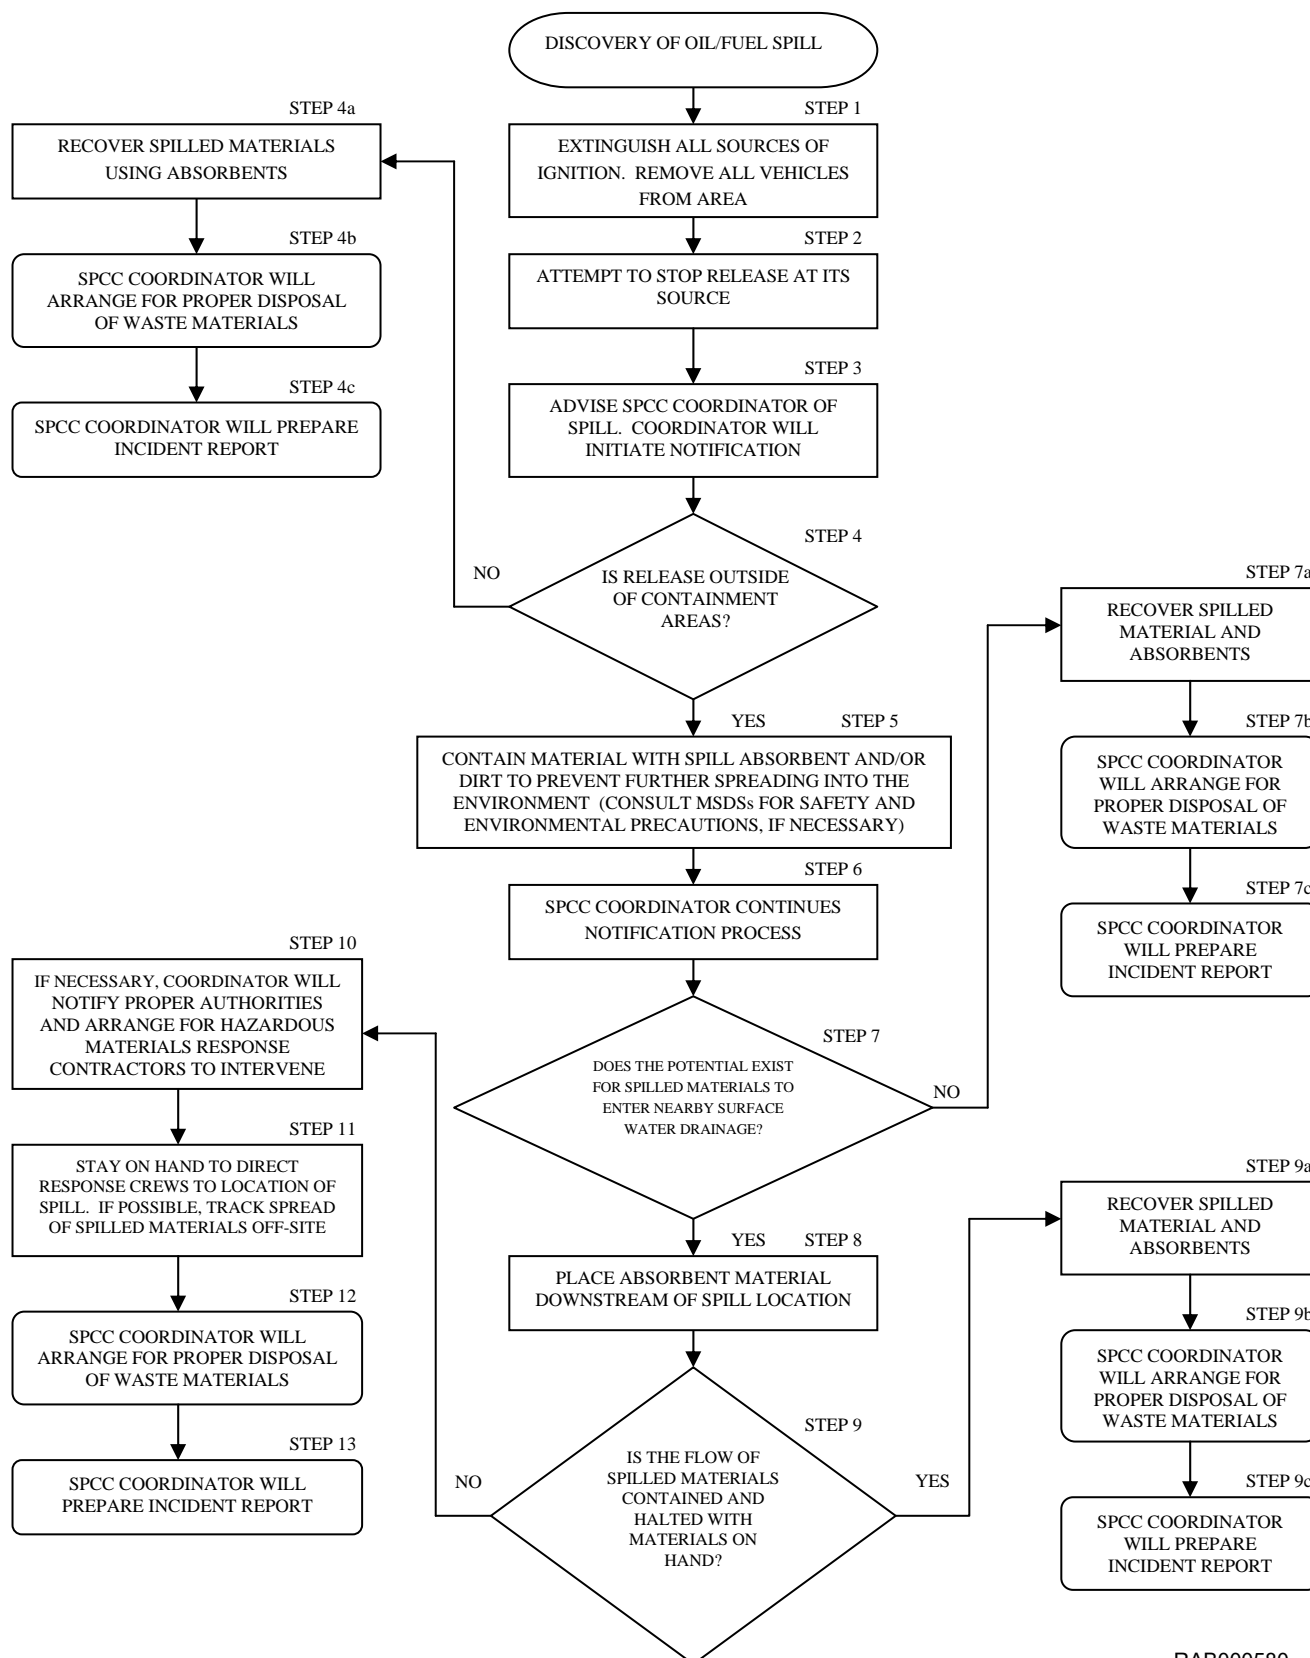 DISCOVERY OF OIL/FUEL SPILL
STEP 1
EXTINGUISH ALL SOURCES OF
IGNITION. REMOVE ALL VEHICLES
FROM AREA
STEP 2
ATTEMPT TO STOP RELEASE AT ITS
SOURCE
STEP 3
ADVISE SPCC COORDINATOR OF
SPILL. COORDINATOR WILL
INITIATE NOTIFICATION
STEP 4
IS RELEASE OUTSIDE
OF CONTAINMENT
AREAS?
NO
STEP 4a
RECOVER SPILLED MATERIALS
USING ABSORBENTS
STEP 4b
SPCC COORDINATOR WILL
ARRANGE FOR PROPER DISPOSAL
OF WASTE MATERIALS
STEP 4c
SPCC COORDINATOR WILL PREPARE
INCIDENT REPORT
YES
STEP 5
CONTAIN MATERIAL WITH SPILL ABSORBENT AND/OR
DIRT TO PREVENT FURTHER SPREADING INTO THE
ENVIRONMENT (CONSULT MSDSs FOR SAFETY AND
ENVIRONMENTAL PRECAUTIONS, IF NECESSARY)
STEP 6
SPCC COORDINATOR CONTINUES
NOTIFICATION PROCESS
STEP 7
DOES THE POTENTIAL EXIST
FOR SPILLED MATERIALS TO
ENTER NEARBY SURFACE
WATER DRAINAGE?
NO
STEP 7a
RECOVER SPILLED
MATERIAL AND
ABSORBENTS
STEP 7b
SPCC COORDINATOR
WILL ARRANGE FOR
PROPER DISPOSAL OF
WASTE MATERIALS
STEP 7c
SPCC COORDINATOR
WILL PREPARE
INCIDENT REPORT
YES
STEP 8
PLACE ABSORBENT MATERIAL
DOWNSTREAM OF SPILL LOCATION
STEP 9
IS THE FLOW OF
SPILLED MATERIALS
CONTAINED AND
HALTED WITH
MATERIALS ON
HAND?
YES
STEP 9a
RECOVER SPILLED
MATERIAL AND
ABSORBENTS
STEP 9b
SPCC COORDINATOR
WILL ARRANGE FOR
PROPER DISPOSAL OF
WASTE MATERIALS
STEP 9c
SPCC COORDINATOR
WILL PREPARE
INCIDENT REPORT
NO
STEP 10
IF NECESSARY, COORDINATOR WILL
NOTIFY PROPER AUTHORITIES
AND ARRANGE FOR HAZARDOUS
MATERIALS RESPONSE
CONTRACTORS TO INTERVENE
STEP 11
STAY ON HAND TO DIRECT
RESPONSE CREWS TO LOCATION OF
SPILL. IF POSSIBLE, TRACK SPREAD
OF SPILLED MATERIALS OFF-SITE
STEP 12
SPCC COORDINATOR WILL
ARRANGE FOR PROPER DISPOSAL
OF WASTE MATERIALS
STEP 13
SPCC COORDINATOR WILL
PREPARE INCIDENT REPORT